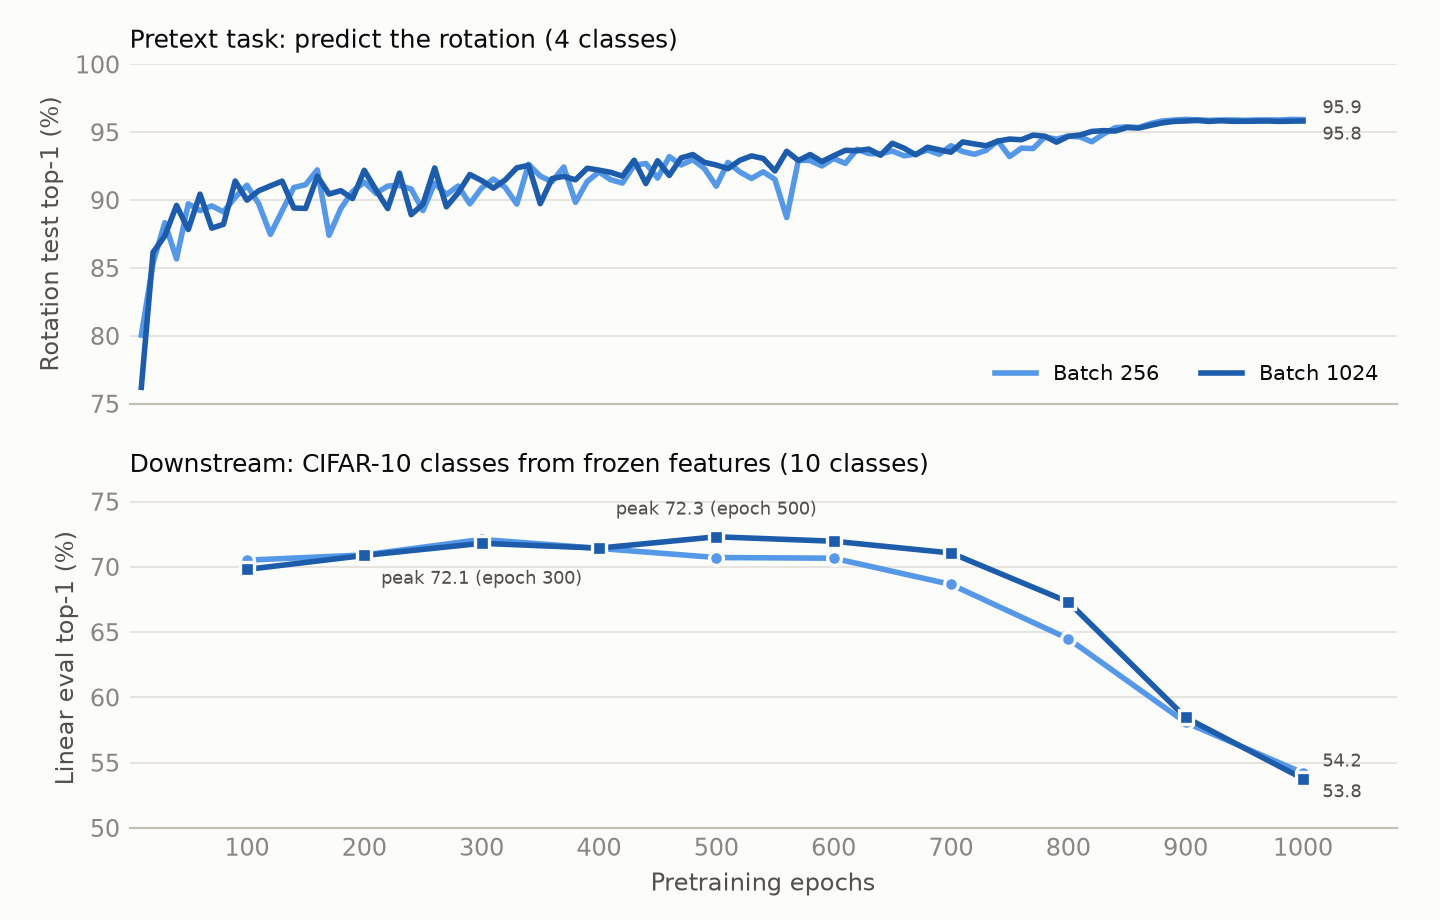 Pretext task: predict the rotation (4 classes)
Rotation test top-1 (%)
100
95
90
85
80
75
95.9
95.8
Batch 256
Batch 1024
Downstream: CIFAR-10 classes from frozen features (10 classes)
Linear eval top-1 (%)
75
70
65
60
55
50
peak 72.3 (epoch 500)
peak 72.1 (epoch 300)
54.2
53.8
100 200 300 400 500 600 700 800 900 1000
Pretraining epochs